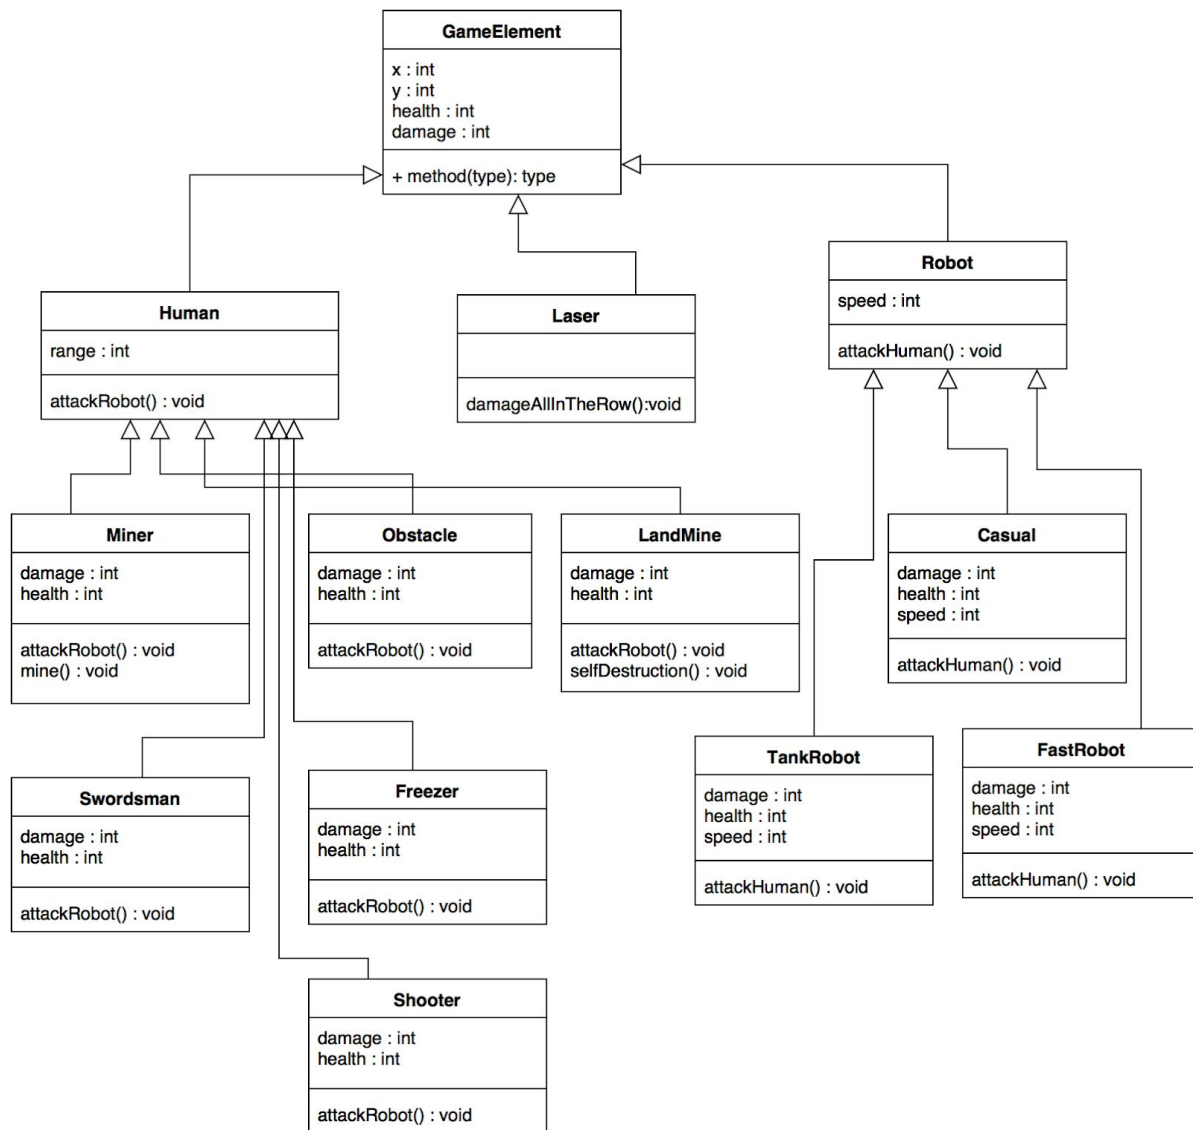 GameElement
x : int
y : int
health : int
damage : int
+ method(type): type
Human
range : int
attackRobot() : void
Laser
damageAllInTheRow():void
Robot
speed : int
attackHuman() : void
Miner
damage : int
health : int
attackRobot() : void
mine() : void
Obstacle
damage : int
health : int
attackRobot() : void
LandMine
damage : int
health : int
attackRobot() : void
selfDestruction() : void
Casual
damage : int
health : int
speed : int
attackHuman() : void
Swordsman
damage : int
health : int
attackRobot() : void
Freezer
damage : int
health : int
attackRobot() : void
TankRobot
damage : int
health : int
speed : int
attackHuman() : void
FastRobot
damage : int
health : int
speed : int
attackHuman() : void
Shooter
damage : int
health : int
attackRobot() : void